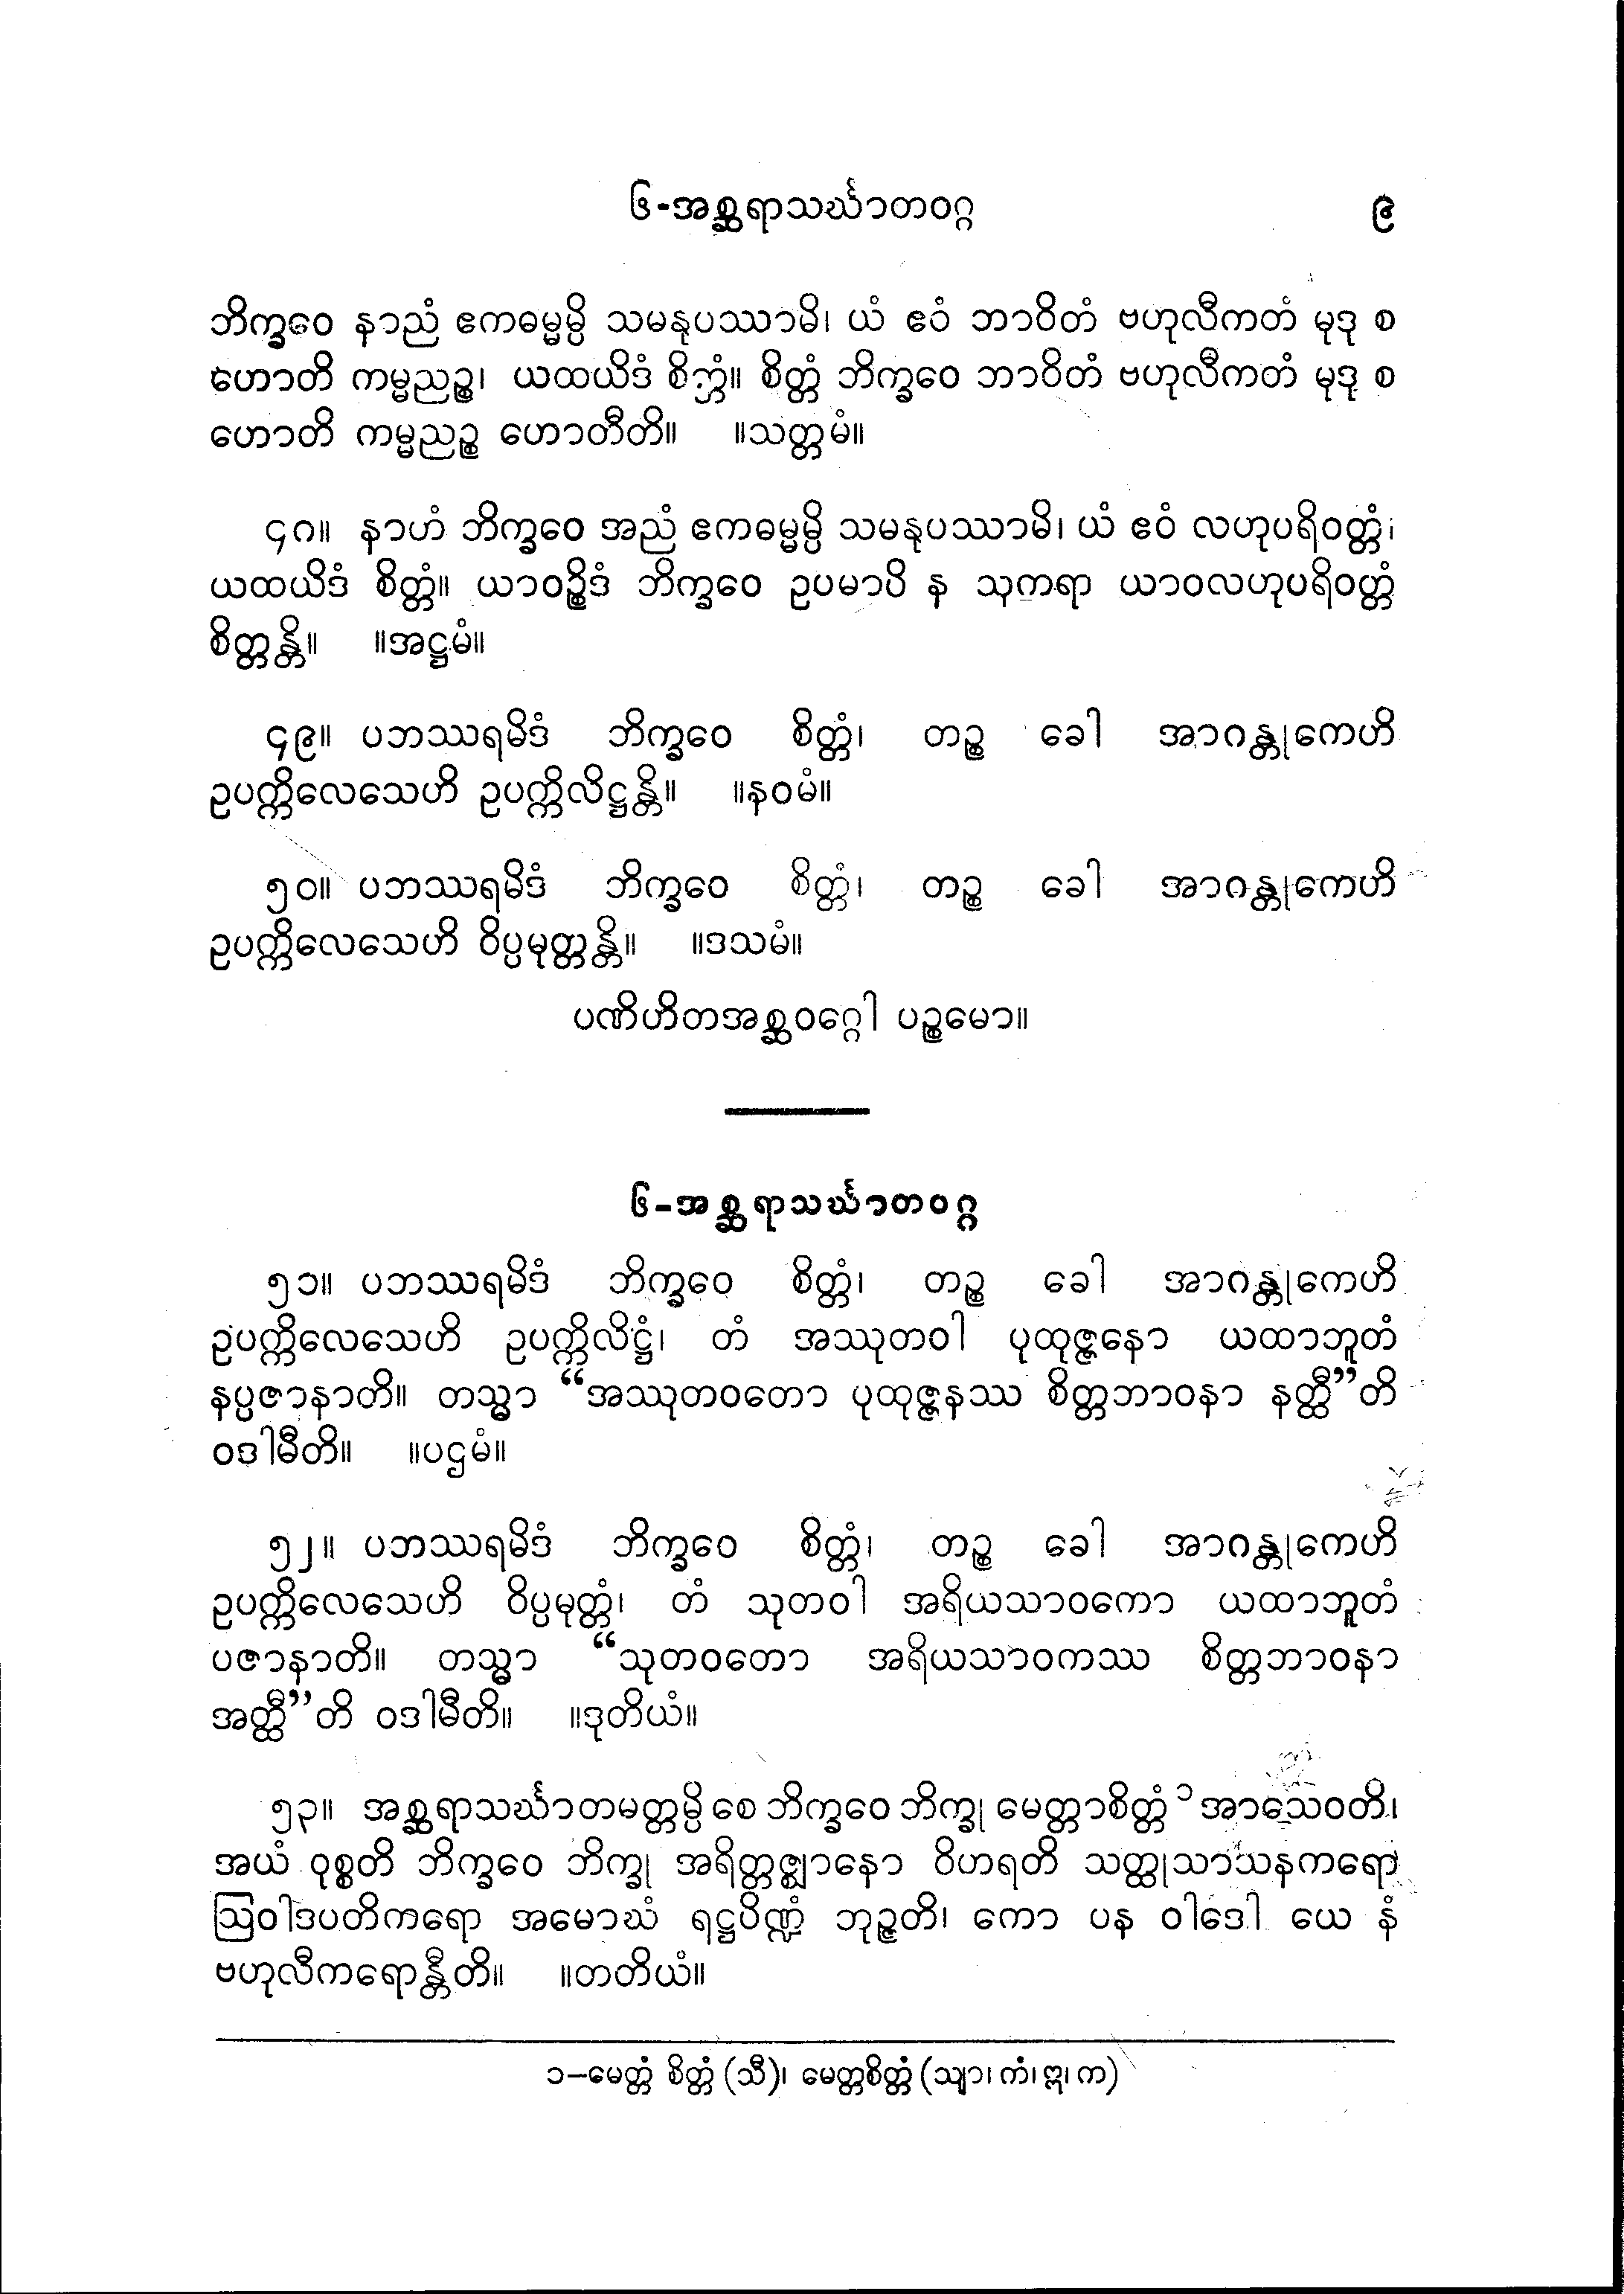 ၆-အစ္ဆရာသင်္ဃာတဝဂ္ဂ ၉
ဘိက္ခဝေ နာညံ ဧကဓမ္မမ္ပိ သမနုပဿာမိ၊ ယံ ဧဝံ ဘာဝိတံ ဗဟုလီကတံ မုဒု စ
ဟောတိ ကမ္မညဉ္စ၊ ယထယိဒံ စိတ္တံ။ စိတ္တံ ဘိက္ခဝေ ဘာဝိတံ ဗဟုလီကတံ မုဒု စ
ဟောတိ ကမ္မညဉ္စ ဟောတီတိ။ ။သတ္တမံ။
၄၈။ နာဟံ ဘိက္ခဝေ အညံ ဧကဓမ္မမ္ပိ သမနုပဿာမိ၊ ယံ ဧဝံ လဟုပရိဝတ္တံ၊
ယထယိဒံ စိတ္တံ။ ယာဝဉ္စိဒံ ဘိက္ခဝေ ဥပမာပိ န သုကရာ ယာဝလဟုပရိဝတ္တံ
စိတ္တန္တိ။ ။အဋ္ဌမံ။
၄၉။ ပဘဿရမိဒံ ဘိက္ခဝေ စိတ္တံ၊ တဉ္စ ခေါ အာဂန္တုကေဟိ
ဥပက္ကိလေသေဟိ ဥပက္ကိလိဋ္ဌန္တိ။ ။နဝမံ။
၅၀။ ပဘဿရမိဒံ ဘိက္ခဝေ စိတ္တံ၊ တဉ္စ ခေါ အာဂန္တုကေဟိ
ဥပက္ကိလေသေဟိ ဝိပ္ပမုတ္တန္တိ။ ။ဒသမံ။
ပဏိဟိတအစ္ဆဝဂ္ဂေါ ပဉ္စမော။
၆-အစ္ဆရာသင်္ဃာတဝဂ္ဂ
၅၁။ ပဘဿရမိဒံ ဘိက္ခဝေ စိတ္တံ၊ တဉ္စ ခေါ အာဂန္တုကေဟိ
ဥပက္ကိလေသေဟိ ဥပက္ကိလိဋ္ဌံ၊ တံ အဿုတဝါ ပုထုဇ္ဇနော ယထာဘူတံ
နပ္ပဇာနာတိ။ တသ္မာ “အဿုတဝတော ပုထုဇ္ဇနဿ စိတ္တဘာဝနာ နတ္ထီ”တိ
ဝဒါမီတိ။ ။ပဌမံ။
၅၂။ ပဘဿရမိဒံ ဘိက္ခဝေ စိတ္တံ၊ တဉ္စ ခေါ အာဂန္တုကေဟိ
ဥပက္ကိလေသေဟိ ဝိပ္ပမုတ္တံ၊ တံ သုတဝါ အရိယသာဝကော ယထာဘူတံ
ပဇာနာတိ။ တသ္မာ “သုတဝတော အရိယသာဝကဿ စိတ္တဘာဝနာ
အတ္ထီ”တိ ဝဒါမီတိ။ ။ဒုတိယံ။
၅၃။ အစ္ဆရာသင်္ဃာတမတ္တမ္ပိ စေ ဘိက္ခဝေ ဘိက္ခု မေတ္တာစိတ္တံ ၁ အာသေဝတိ၊
အယံ ဝုစ္စတိ ဘိက္ခဝေ ဘိက္ခု အရိတ္တဇ္ဈာနော ဝိဟရတိ သတ္ထုသာသနကရော
ဩဝါဒပတိကရော အမောဃံ ရဋ္ဌပိဏ္ဍံ ဘုဉ္ဇတိ၊ ကော ပန ဝါဒေါ ယေ နံ
ဗဟုလီကရောန္တီတိ။ ။တတိယံ။
၁–မေတ္တံ စိတ္တံ (သီ)၊ မေတ္တစိတ္တံ (သျာ၊ ကံ၊ ဣ၊ က)